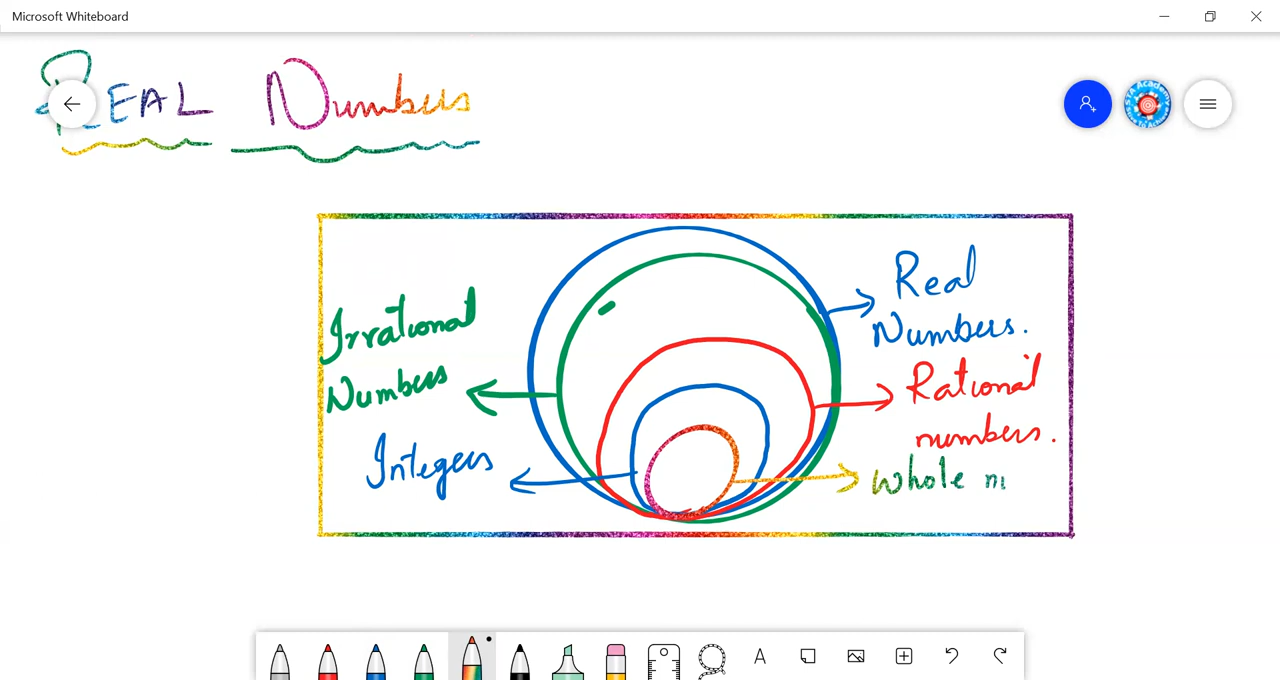 Microsoft Whiteboard
REAL Numbers
Real
Numbers.
Irrational
Numbers
Rational
numbers.
Integers
Whole
A